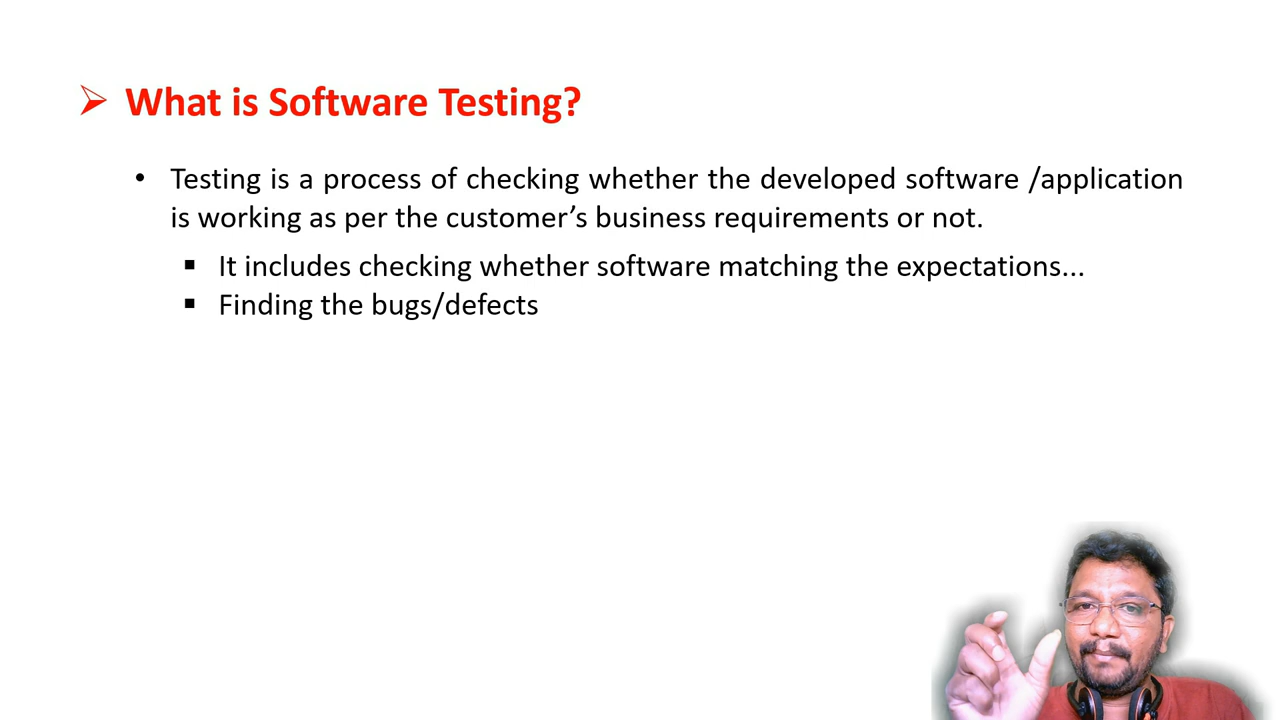 What is Software Testing?
Testing is a process of checking whether the developed software /application
is working as per the customer’s business requirements or not.
It includes checking whether software matching the expectations...
Finding the bugs/defects